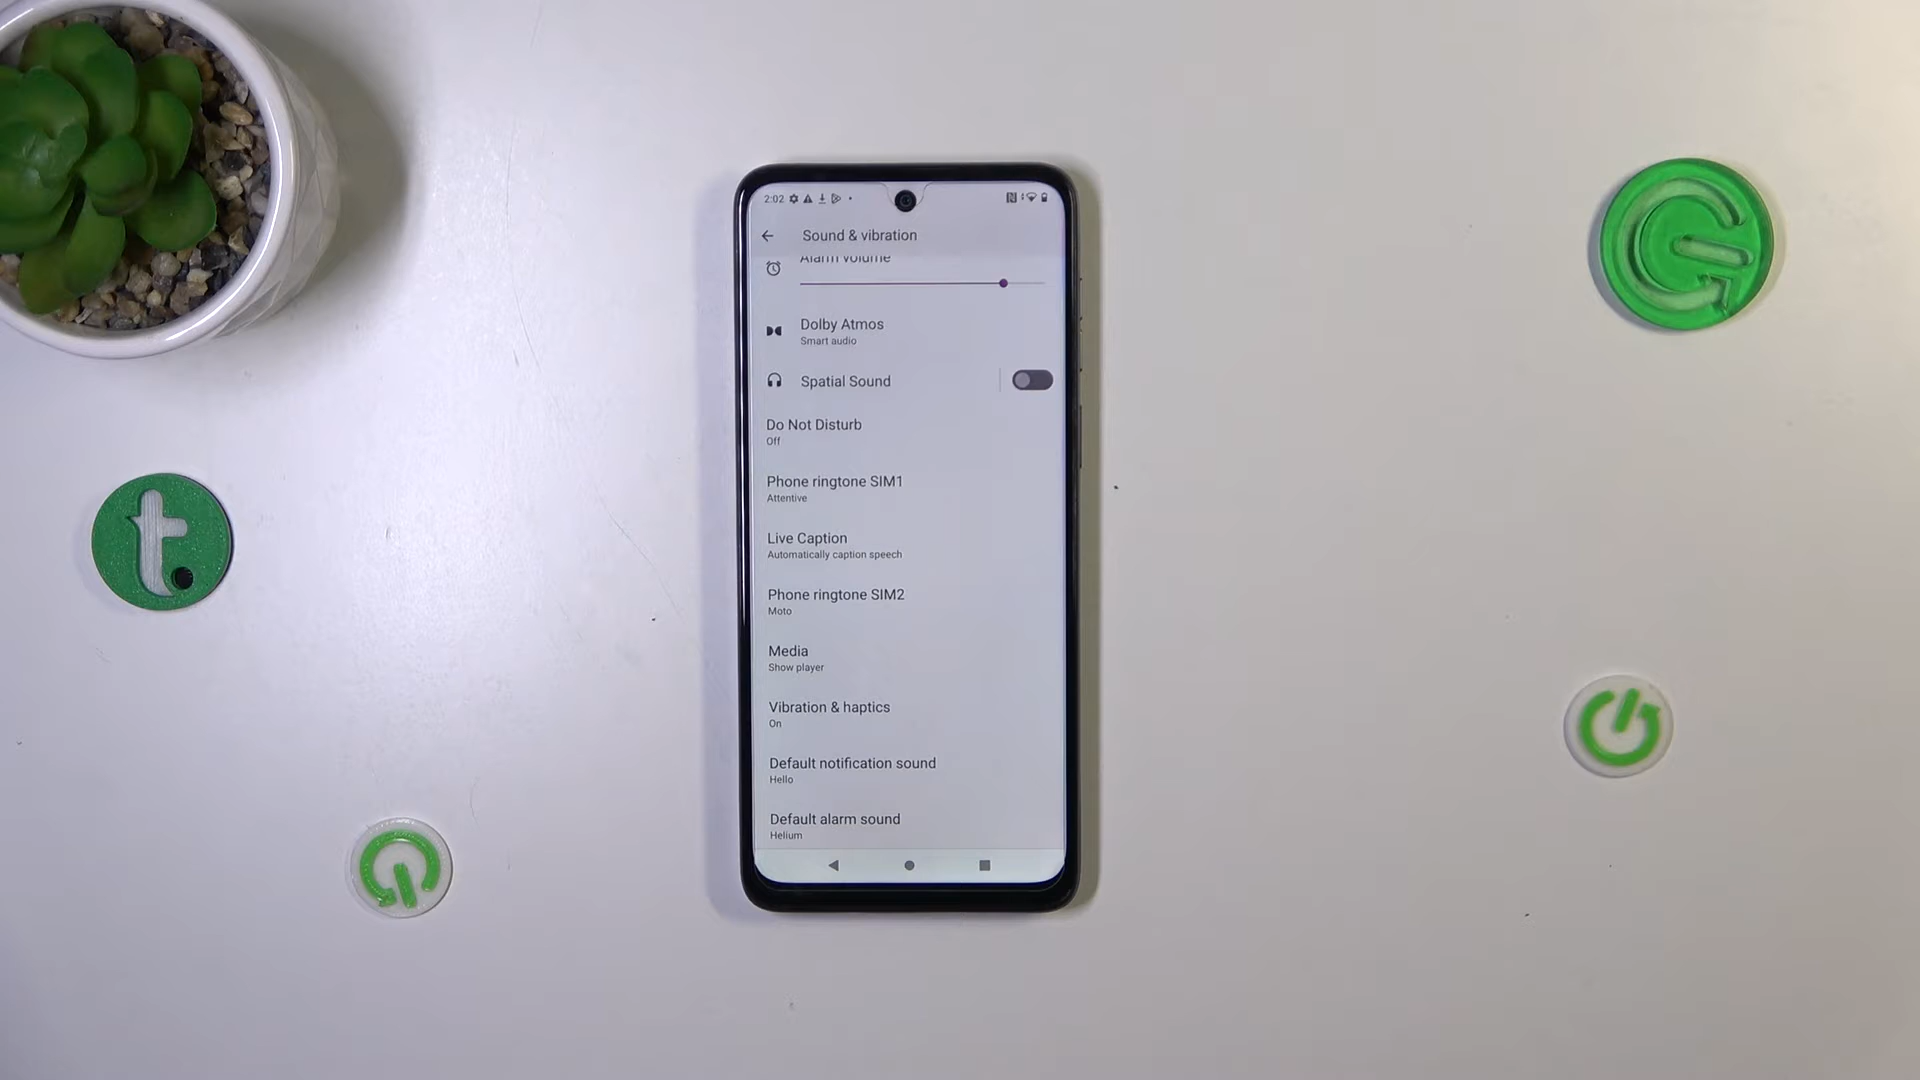 2:02
Sound & vibration
Alarm volume
Dolby Atmos
Smart audio
Spatial Sound
Do Not Disturb
Off
Phone ringtone SIM1
Attentive
Live Caption
Automatically caption speech
Phone ringtone SIM2
Moto
Media
Show player
Vibration & haptics
On
Default notification sound
Hello
Default alarm sound
Helium
t.